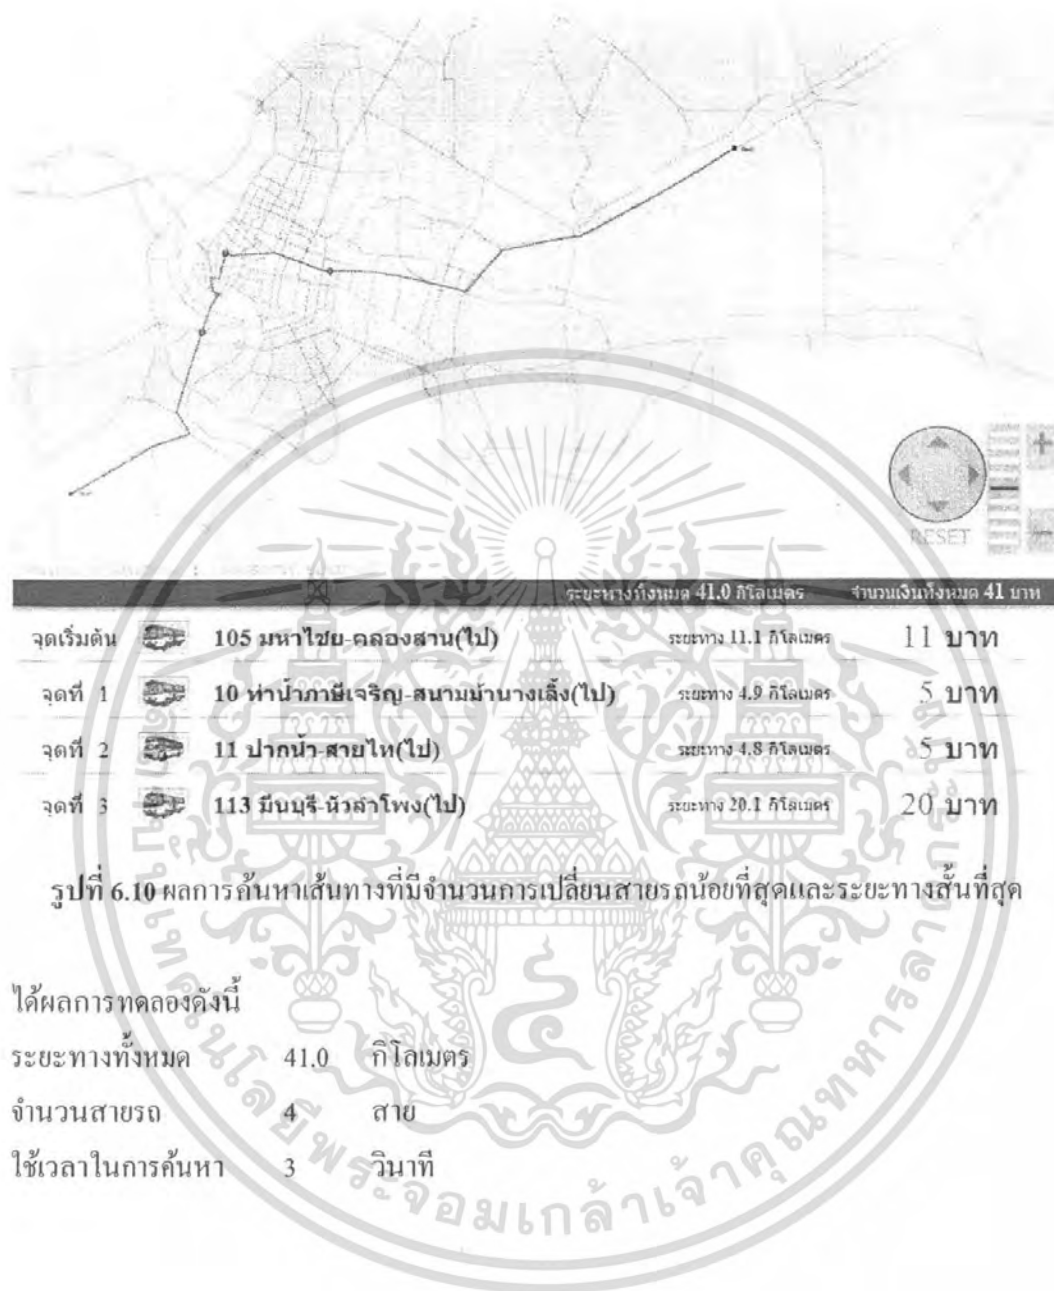 RESET
ระยะทางทั้งหมด 41.0 กิโลเมตร จำนวนเงินทั้งหมด 41 บาท
จุดเริ่มต้น 105 มหาไชย-คลองสาน(ไป) ระยะทาง 11.1 กิโลเมตร 11 บาท
จุดที่ 1 10 ท่าน้ำภาษีเจริญ-สนามม้านางเลิ้ง(ไป) ระยะทาง 4.9 กิโลเมตร 5 บาท
จุดที่ 2 11 ปากน้ำ-สายไท(ไป) ระยะทาง 4.8 กิโลเมตร 5 บาท
จุดที่ 3 113 มีนบุรี-หัวลำโพง(ไป) ระยะทาง 20.1 กิโลเมตร 20 บาท
รูปที่ 6.10 ผลการค้นหาเส้นทางที่มีจำนวนการเปลี่ยนสายรถน้อยที่สุดและระยะทางสั้นที่สุด
ได้ผลการทดลองดังนี้
ระยะทางทั้งหมด 41.0 กิโลเมตร
จำนวนสายรถ 4 สาย
ใช้เวลาในการค้นหา 3 วินาที